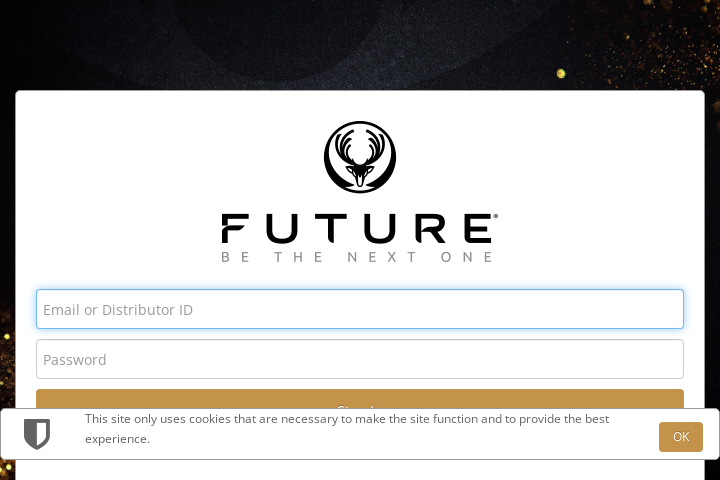 FUTURE®
BE THE NEXT ONE
Email or Distributor ID
Password
This site only uses cookies that are necessary to make the site function and to provide the best
experience.
OK